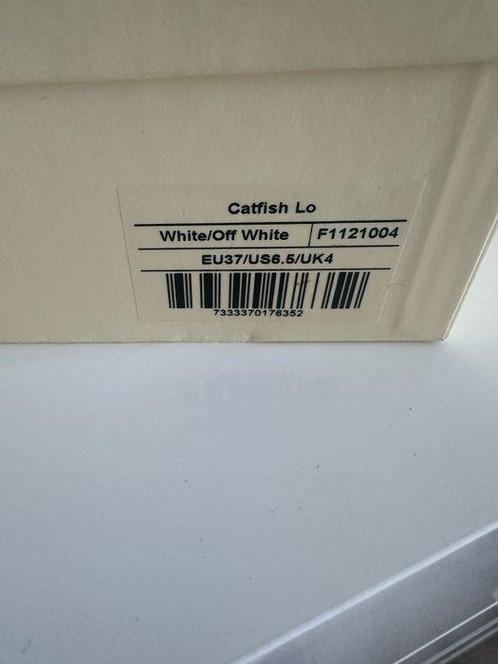 Catfish Lo
White/Off White F1121004
EU37/US6.5/UK4
7333370176352